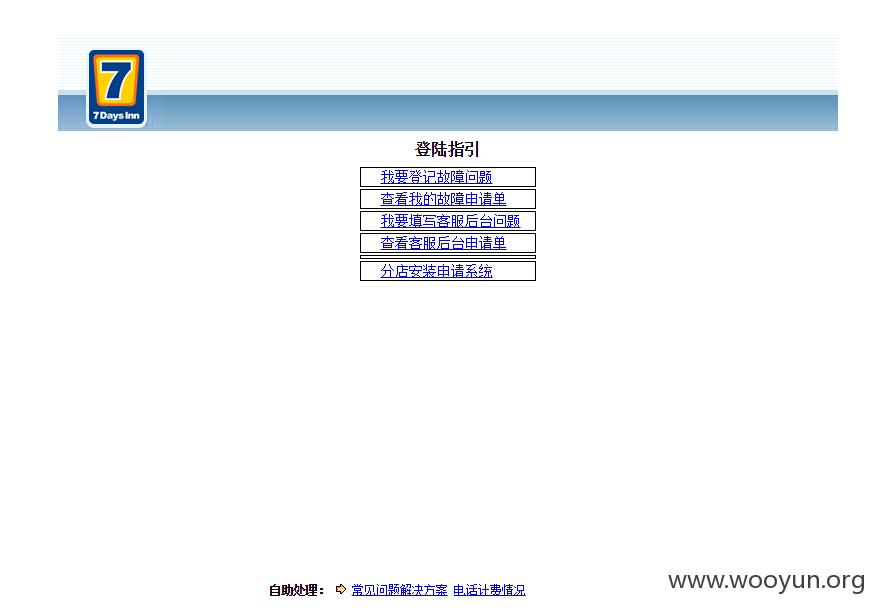 7
7 Days Inn
登陆指引
我要登记故障问题
查看我的故障申请单
我要填写客服后台问题
查看客服后台申请单
分店安装申请系统
自助处理： 常见问题解决方案 电话计费情况
www.wooyun.org